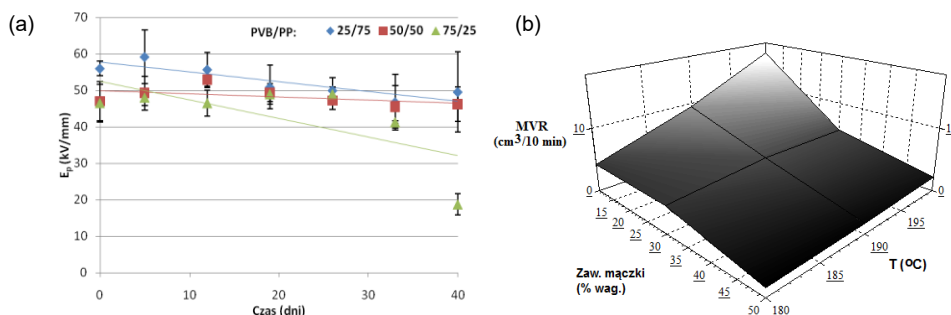 (a)
PVB/PP: 25/75 50/50 75/25
70
60
50
40
30
20
10
0
Ep (kV/mm)
0 10 20 30 40
Czas (dni)
(b)
MVR
(cm3/10 min)
10
0
15
20
25
30
35
40
45
50
Zaw. mączki
(% wag.)
180
185
190
195
T (oC)
0